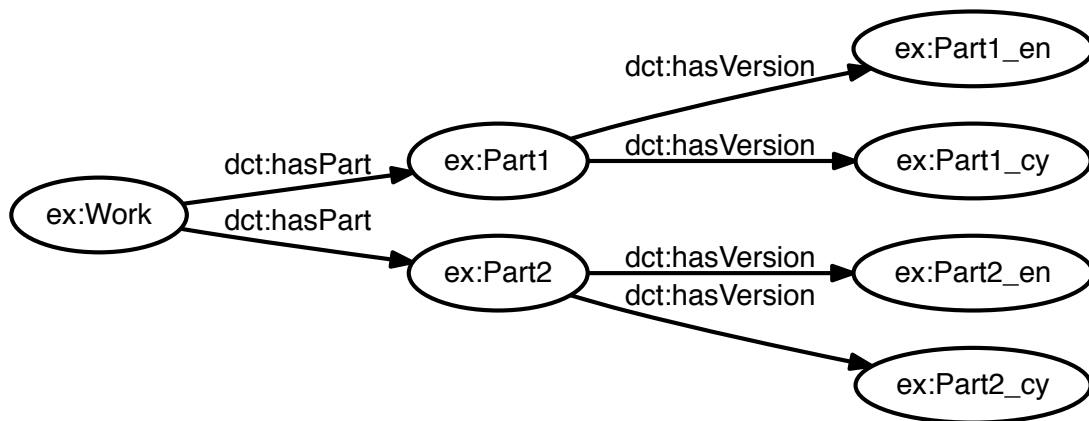 ex:Part1_en
dct:hasVersion
ex:Part1
dct:hasVersion
ex:Part1_cy
dct:hasPart
ex:Work
dct:hasPart
dct:hasVersion
ex:Part2
ex:Part2_en
dct:hasVersion
ex:Part2_cy